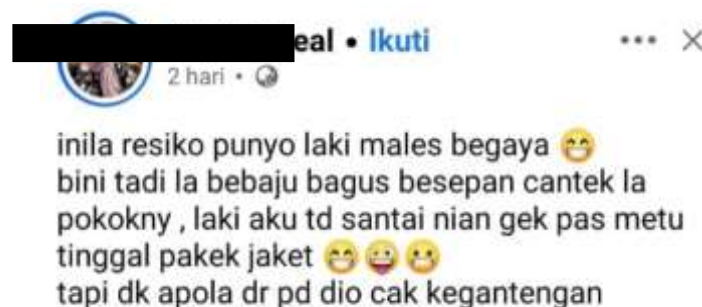 eal • Ikuti
2 hari •
inila resiko punyo laki males begaya 😁
bini tadi la bebaju bagus besepan cantek la
pokokny , laki aku td santai nian gek pas metu
tinggal pakek jaket 😁😜😬
tapi dk apola dr pd dio cak kegantengan